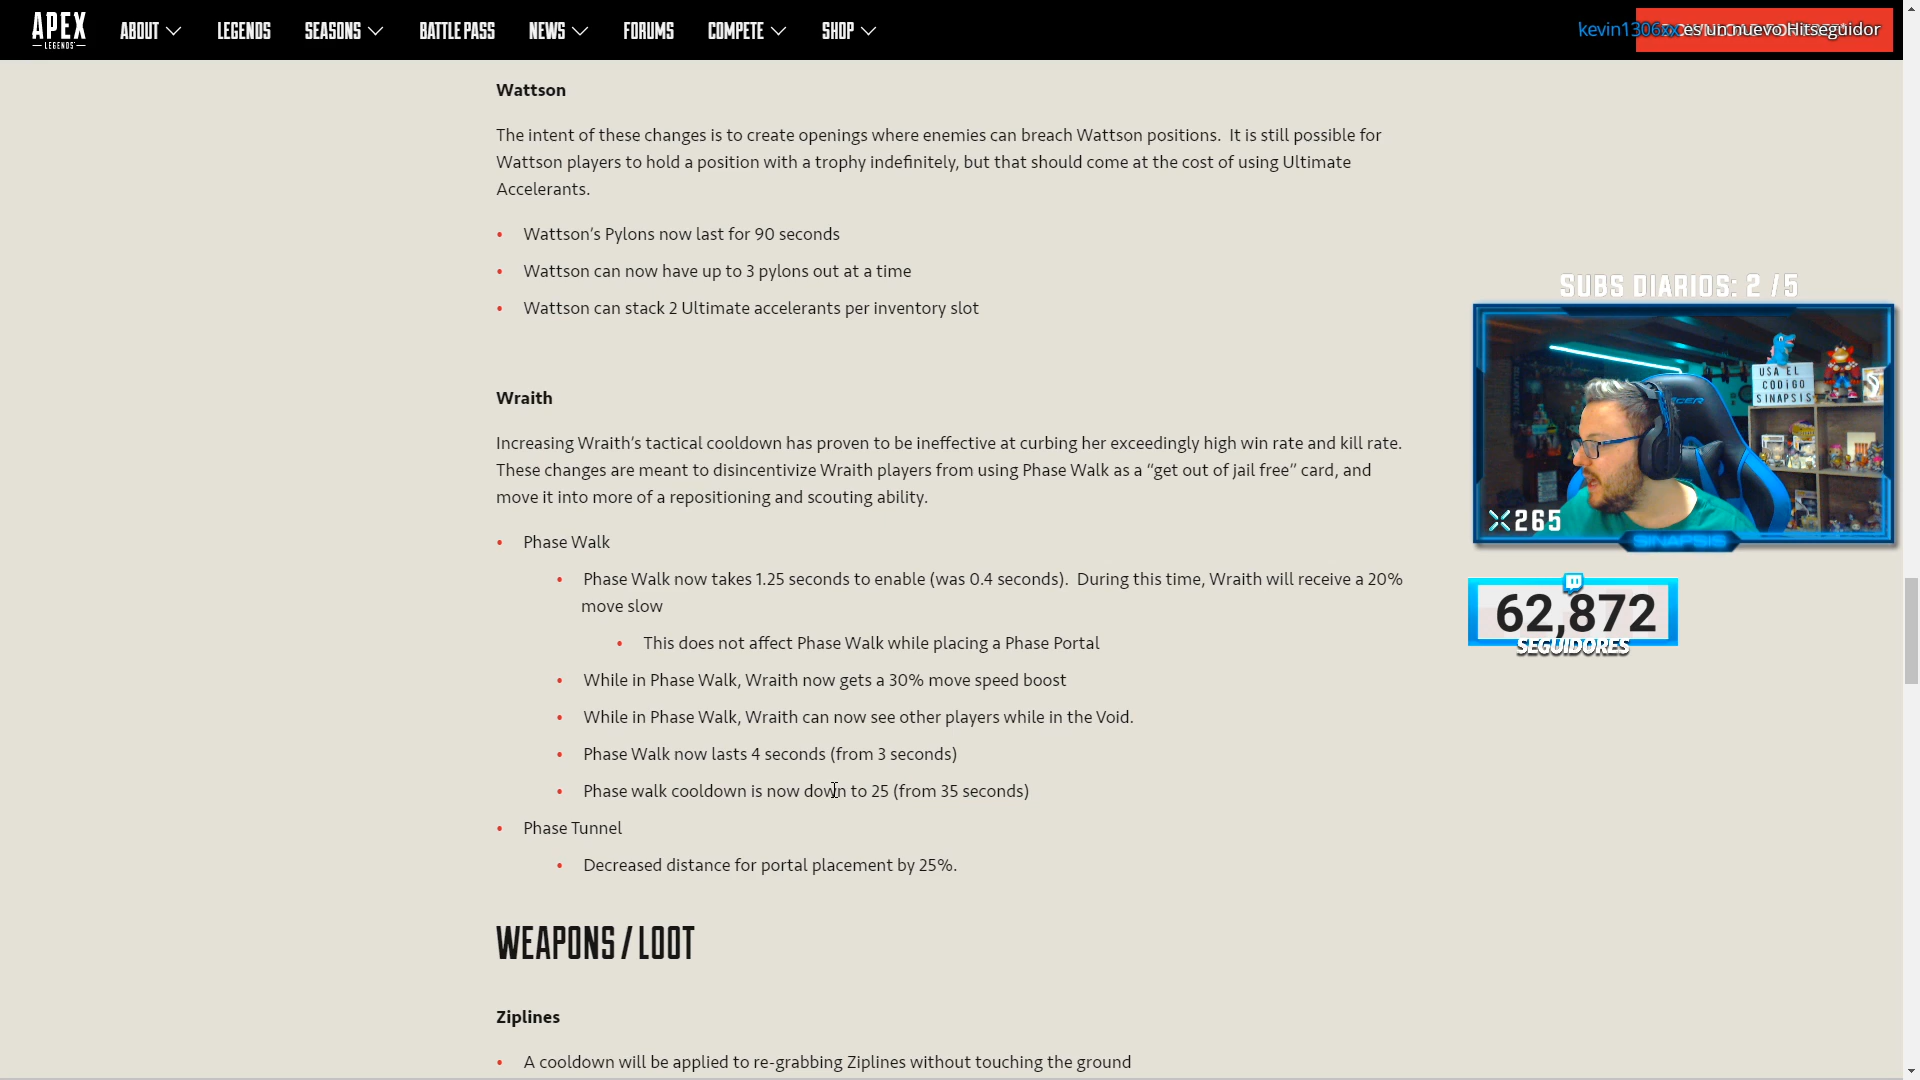 APEX
LEGENDS
ABOUT
LEGENDS
SEASONS
BATTLE PASS
NEWS
FORUMS
COMPETE
SHOP
kevin1306xx es un nuevo Hitseguidor
Wattson
The intent of these changes is to create openings where enemies can breach Wattson positions.  It is still possible for
Wattson players to hold a position with a trophy indefinitely, but that should come at the cost of using Ultimate
Accelerants.
• Wattson’s Pylons now last for 90 seconds
• Wattson can now have up to 3 pylons out at a time
• Wattson can stack 2 Ultimate accelerants per inventory slot
Wraith
Increasing Wraith’s tactical cooldown has proven to be ineffective at curbing her exceedingly high win rate and kill rate.
These changes are meant to disincentivize Wraith players from using Phase Walk as a “get out of jail free” card, and
move it into more of a repositioning and scouting ability.
• Phase Walk
• Phase Walk now takes 1.25 seconds to enable (was 0.4 seconds).  During this time, Wraith will receive a 20%
move slow
• This does not affect Phase Walk while placing a Phase Portal
• While in Phase Walk, Wraith now gets a 30% move speed boost
• While in Phase Walk, Wraith can now see other players while in the Void.
• Phase Walk now lasts 4 seconds (from 3 seconds)
• Phase walk cooldown is now down to 25 (from 35 seconds)
• Phase Tunnel
• Decreased distance for portal placement by 25%.
WEAPONS / LOOT
Ziplines
• A cooldown will be applied to re-grabbing Ziplines without touching the ground
SUBS DIARIOS: 2 /5
USA EL
CÓDIGO
SINAPSIS
265
SINAPSIS
62,872
SEGUIDORES